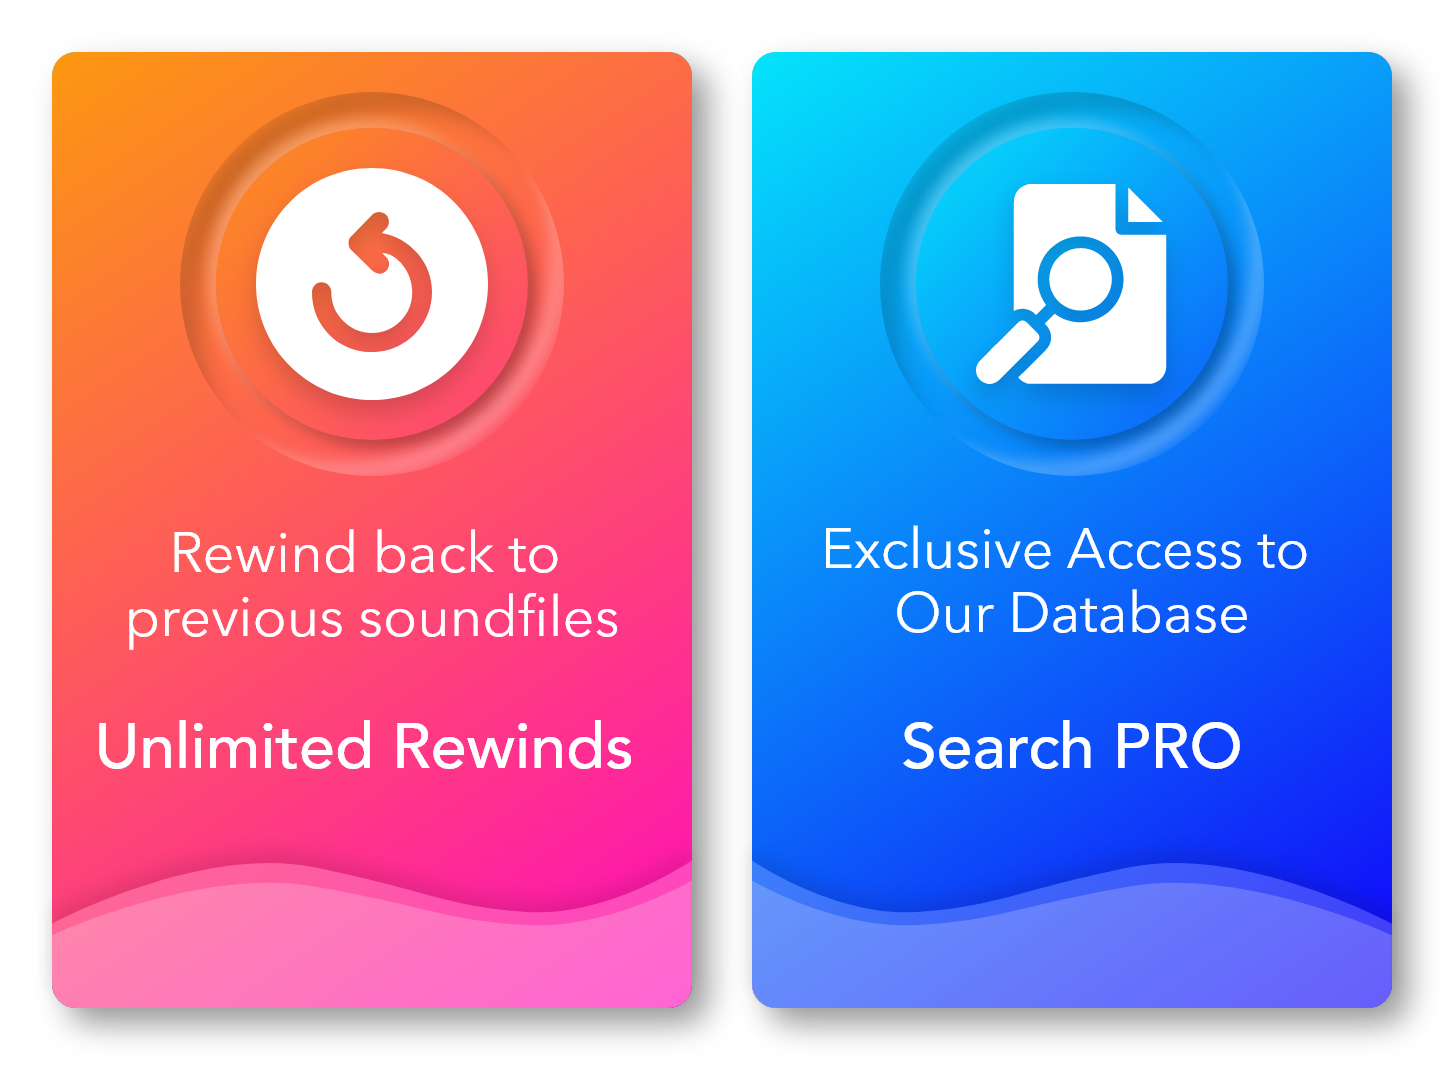 Rewind back to
previous soundfiles
Unlimited Rewinds
Exclusive Access to
Our Database
Search PRO